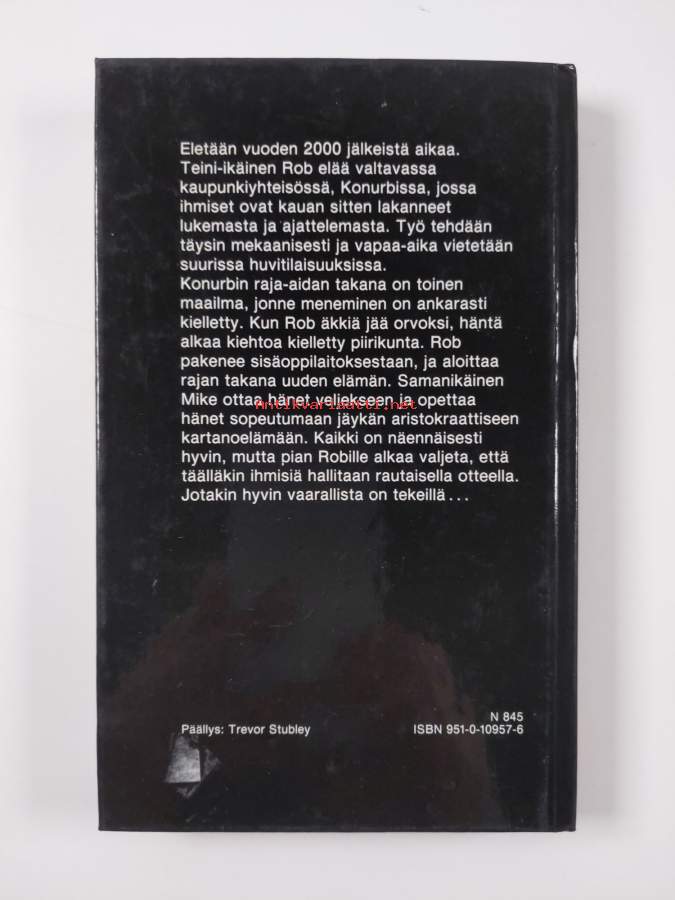 Eletään vuoden 2000 jälkeistä aikaa.
Teini-ikäinen Rob elää valtavassa
kaupunkiyhteisössä, Konurbissa, jossa
ihmiset ovat kauan sitten lakanneet
lukemasta ja ajattelemasta. Työ tehdään
täysin mekaanisesti ja vapaa-aika vietetään
suurissa huvitilaisuuksissa.
Konurbin raja-aidan takana on toinen
maailma, jonne meneminen on ankarasti
kielletty. Kun Rob äkkiä jää orvoksi, häntä
alkaa kiehtoa kielletty piirikunta. Rob
pakenee sisäoppilaitoksestaan, ja aloittaa
rajan takana uuden elämän. Samanikäinen
Mike ottaa hänet veljekseen ja opettaa
antikvariaatti.net
hänet sopeutumaan jäykän aristokraattiseen
kartanoelämään. Kaikki on näennäisesti
hyvin, mutta pian Robille alkaa valjeta, että
täälläkin ihmisiä hallitaan rautaisella otteella.
Jotakin hyvin vaarallista on tekeillä...
N 845
Päällys: Trevor Stubley ISBN 951-0-10957-6